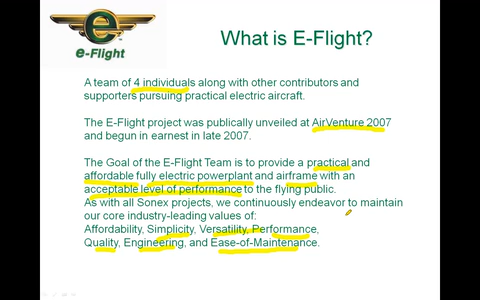 e-Flight
What is E-Flight?
A team of 4 individuals along with other contributors and
supporters pursuing practical electric aircraft.
The E-Flight project was publically unveiled at AirVenture 2007
and begun in earnest in late 2007.
The Goal of the E-Flight Team is to provide a practical and
affordable fully electric powerplant and airframe with an
acceptable level of performance to the flying public.
As with all Sonex projects, we continuously endeavor to maintain
our core industry-leading values of:
Affordability, Simplicity, Versatility, Performance,
Quality, Engineering, and Ease-of-Maintenance.